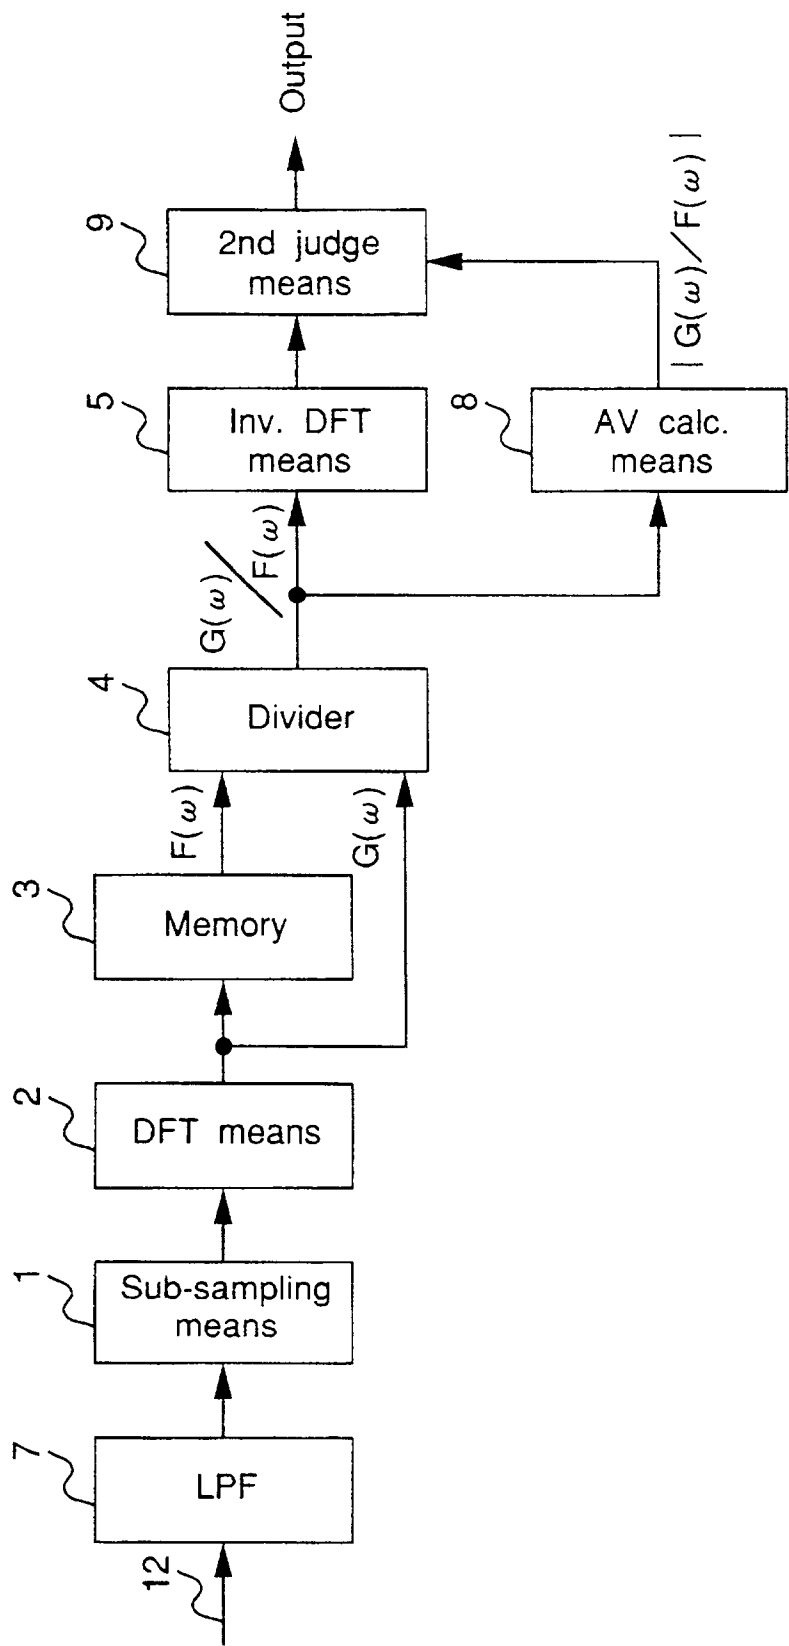 Output
9
2nd judge
means
5
Inv. DFT
means
8
AV calc.
means
| G(ω)/F(ω) |
G(ω)/F(ω)
4
Divider
F(ω)
G(ω)
3
Memory
2
DFT means
1
Sub-sampling
means
7
LPF
12